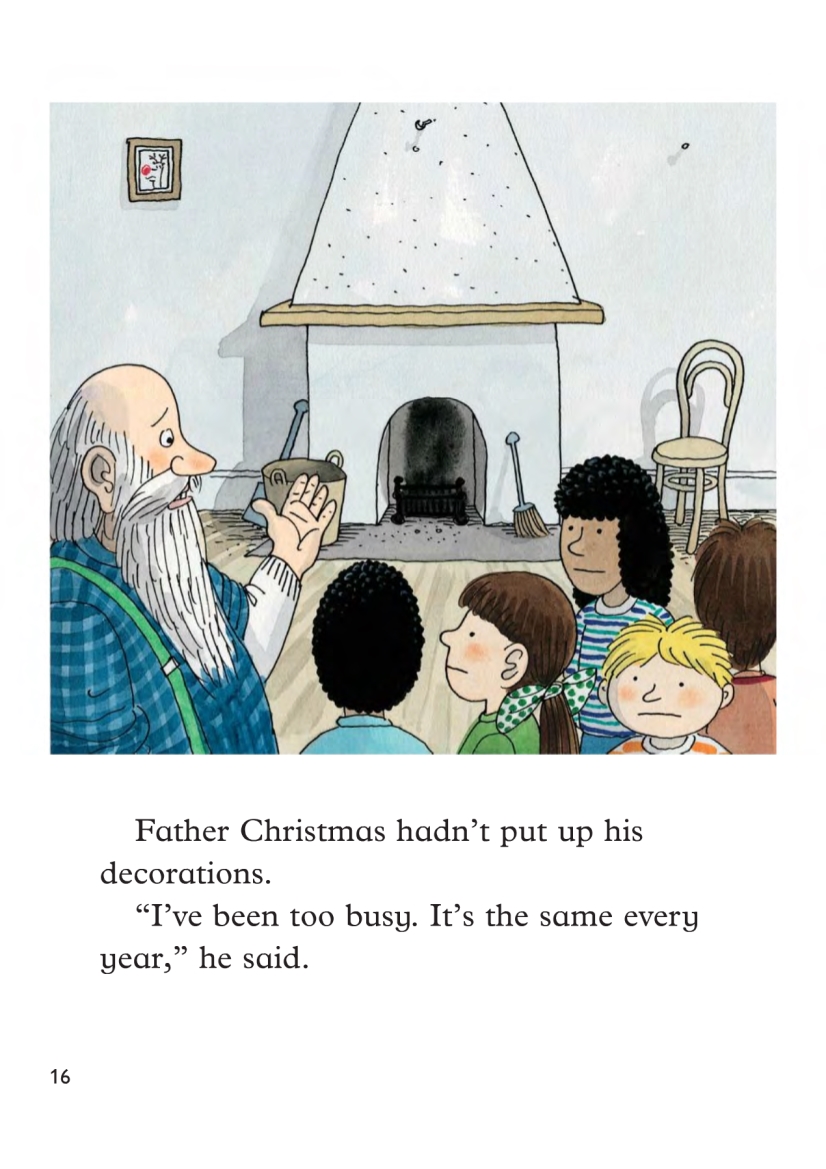 Father Christmas hadn’t put up his
decorations.
“I’ve been too busy. It’s the same every
year,” he said.
16